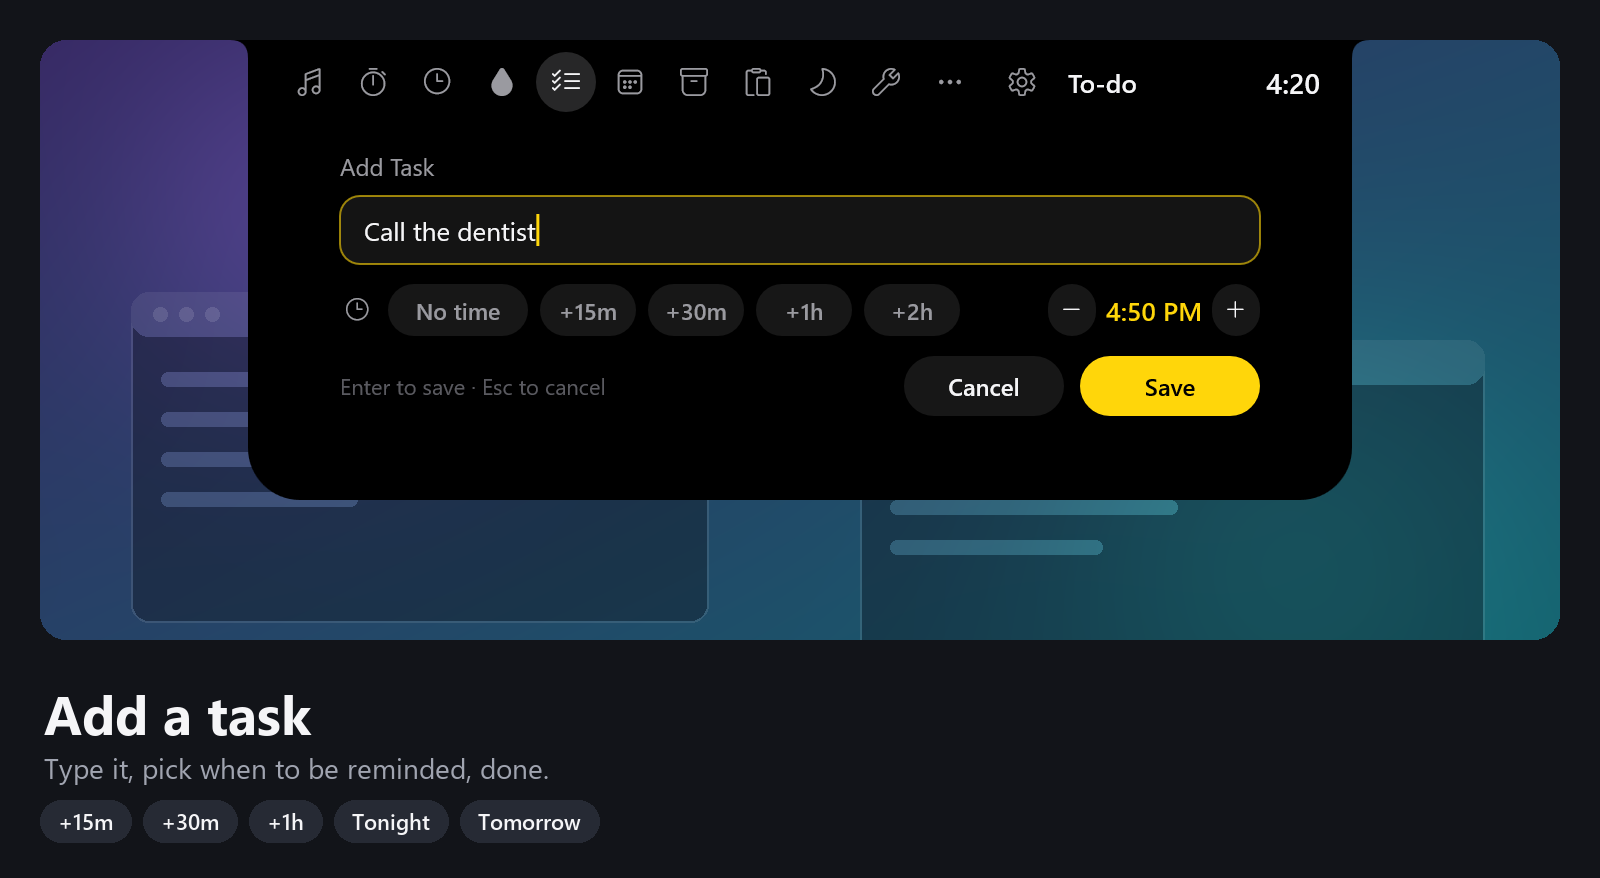 To-do 4:20
Add Task
Call the dentist
No time +15m +30m +1h +2h − 4:50 PM +
Enter to save · Esc to cancel Cancel Save
Add a task
Type it, pick when to be reminded, done.
+15m +30m +1h Tonight Tomorrow